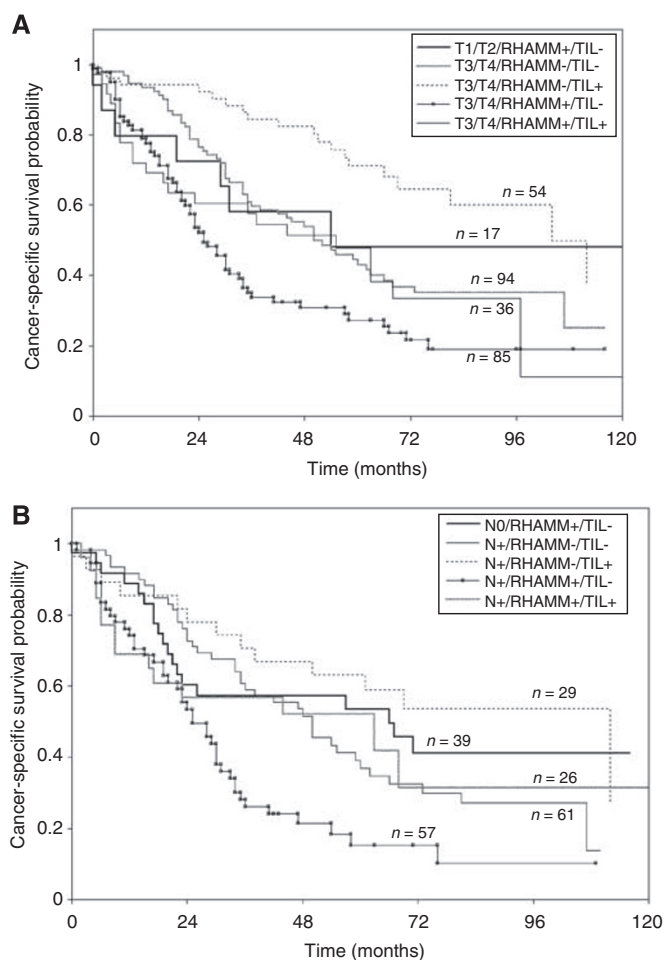 A
Cancer-specific survival probability
1
0.8
0.6
0.4
0.2
0
0 24 48 72 96 120
Time (months)
T1/T2/RHAMM+/TIL-
T3/T4/RHAMM-/TIL-
T3/T4/RHAMM-/TIL+
T3/T4/RHAMM+/TIL-
T3/T4/RHAMM+/TIL+
n = 54
n = 17
n = 94
n = 36
n = 85
B
Cancer-specific survival probability
1
0.8
0.6
0.4
0.2
0
0 24 48 72 96 120
Time (months)
N0/RHAMM+/TIL-
N+/RHAMM-/TIL-
N+/RHAMM-/TIL+
N+/RHAMM+/TIL-
N+/RHAMM+/TIL+
n = 29
n = 39
n = 26
n = 61
n = 57